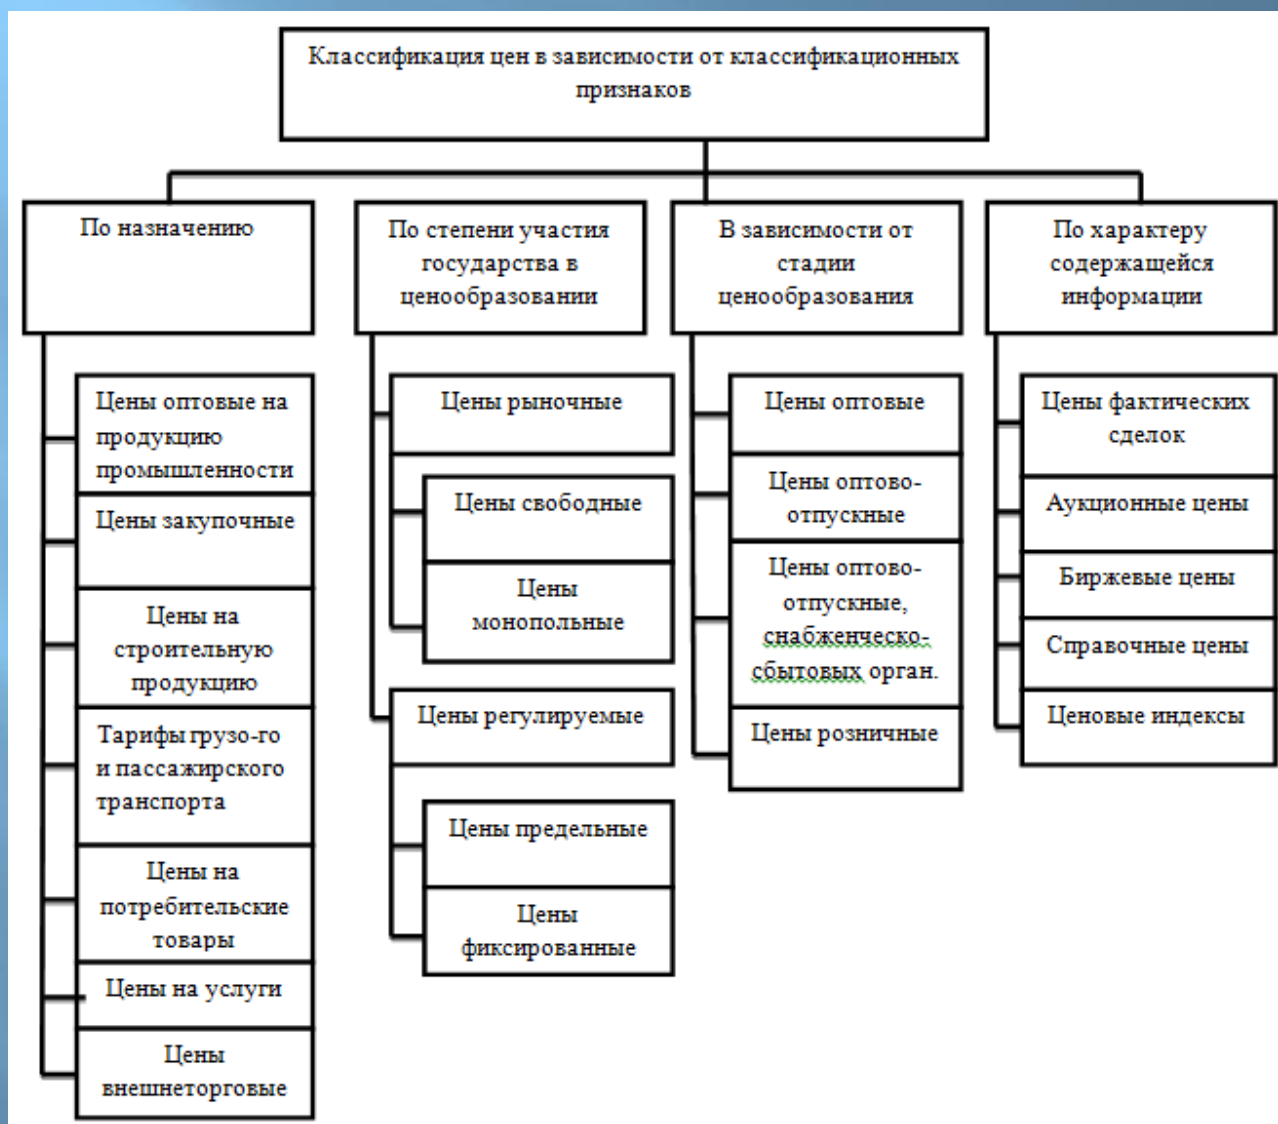 Классификация цен в зависимости от классификационных
признаков
По назначению
Цены оптовые на
продукцию
промышленности
Цены закупочные
Цены на
строительную
продукцию
Тарифы грузо-го
и пассажирского
транспорта
Цены на
потребительские
товары
Цены на услуги
Цены
внешнеторговые
По степени участия
государства в
ценообразовании
Цены рыночные
Цены свободные
Цены
монопольные
Цены регулируемые
Цены предельные
Цены
фиксированные
В зависимости от
стадии
ценообразования
Цены оптовые
Цены оптово-
отпускные
Цены оптово-
отпускные,
снабженческо-
сбытовых орган.
Цены розничные
По характеру
содержащейся
информации
Цены фактических
сделок
Аукционные цены
Биржевые цены
Справочные цены
Ценовые индексы